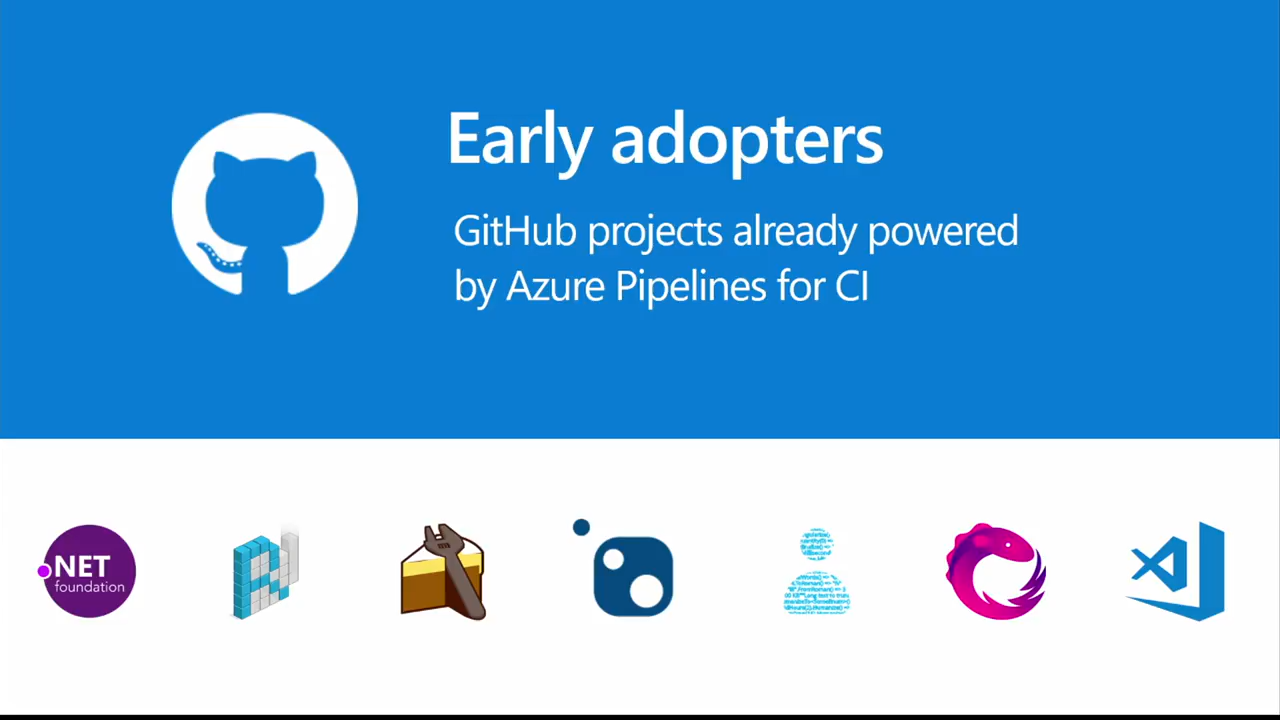 Early adopters
GitHub projects already powered
by Azure Pipelines for CI
NET
foundation